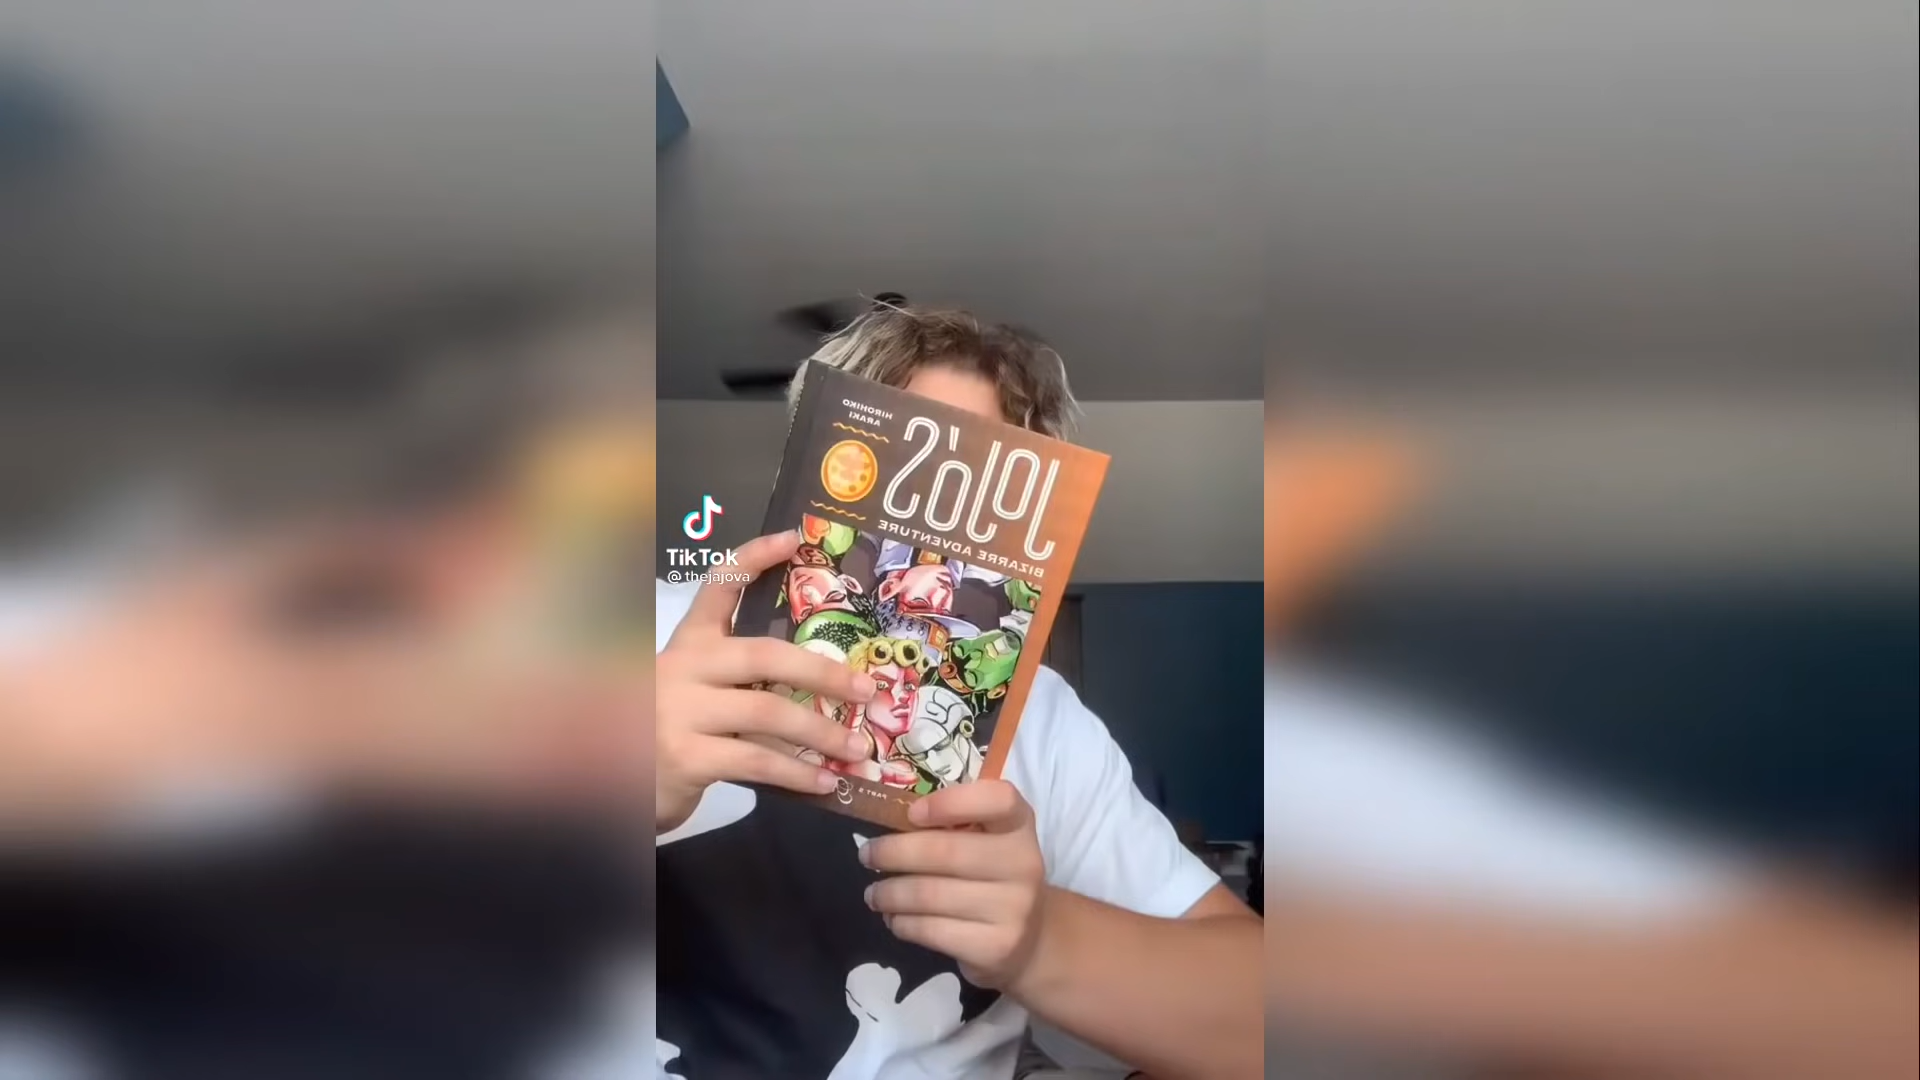 HIROHIKO
ARAKI
JOJO'S
BIZARRE ADVENTURE
PART 5
TikTok
@thejajova